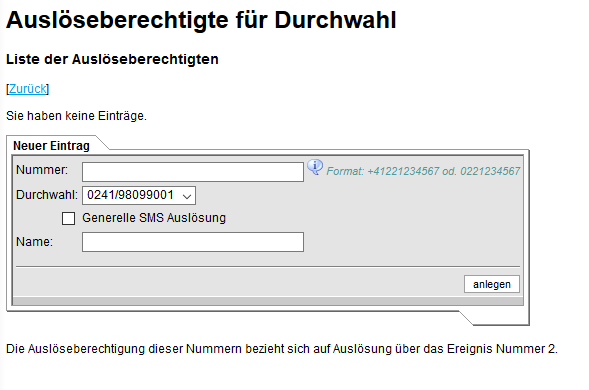 Auslöseberechtigte für Durchwahl
Liste der Auslöseberechtigten
[Zurück]
Sie haben keine Einträge.
Neuer Eintrag
Nummer: Format: +41221234567 od. 0221234567
Durchwahl: 0241/98099001
Generelle SMS Auslösung
Name:
anlegen
Die Auslöseberechtigung dieser Nummern bezieht sich auf Auslösung über das Ereignis Nummer 2.